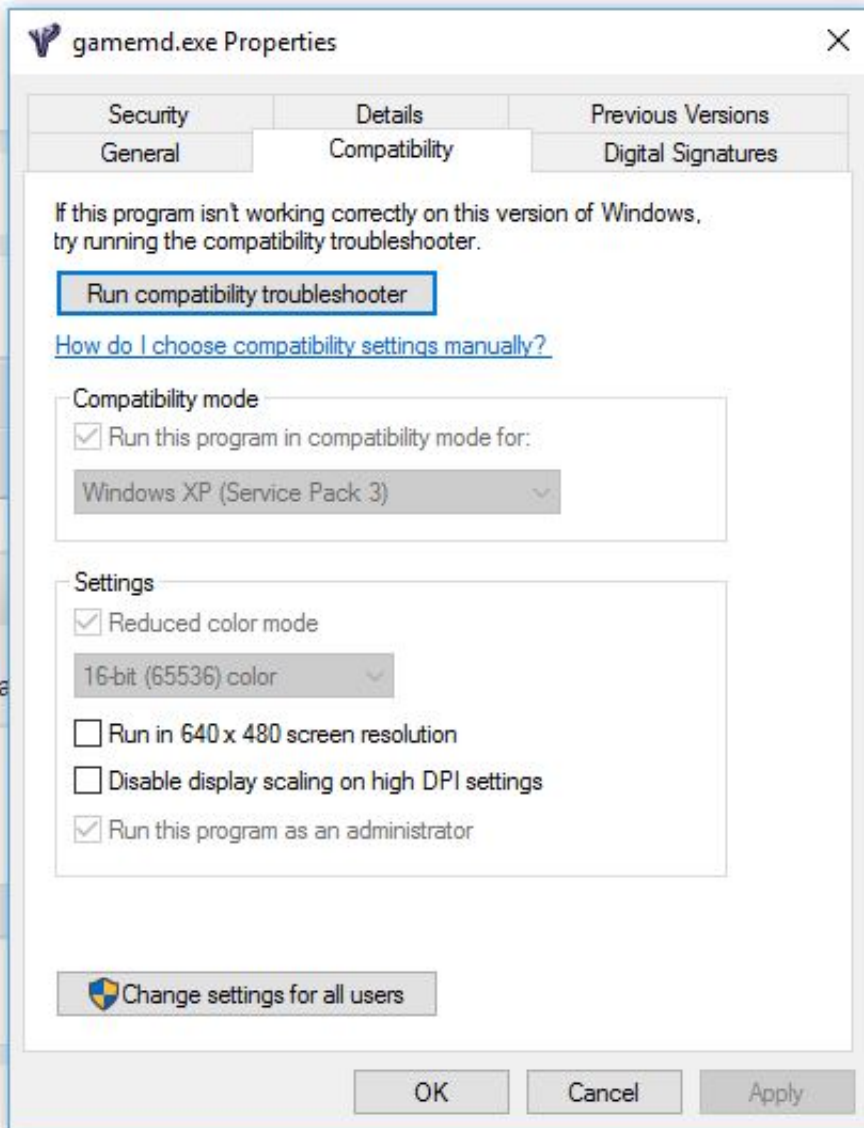 gamemd.exe Properties
Security Details Previous Versions
General Compatibility Digital Signatures
If this program isn't working correctly on this version of Windows,
try running the compatibility troubleshooter.
Run compatibility troubleshooter
How do I choose compatibility settings manually?
Compatibility mode
Run this program in compatibility mode for:
Windows XP (Service Pack 3)
Settings
Reduced color mode
16-bit (65536) color
Run in 640 x 480 screen resolution
Disable display scaling on high DPI settings
Run this program as an administrator
Change settings for all users
OK Cancel Apply